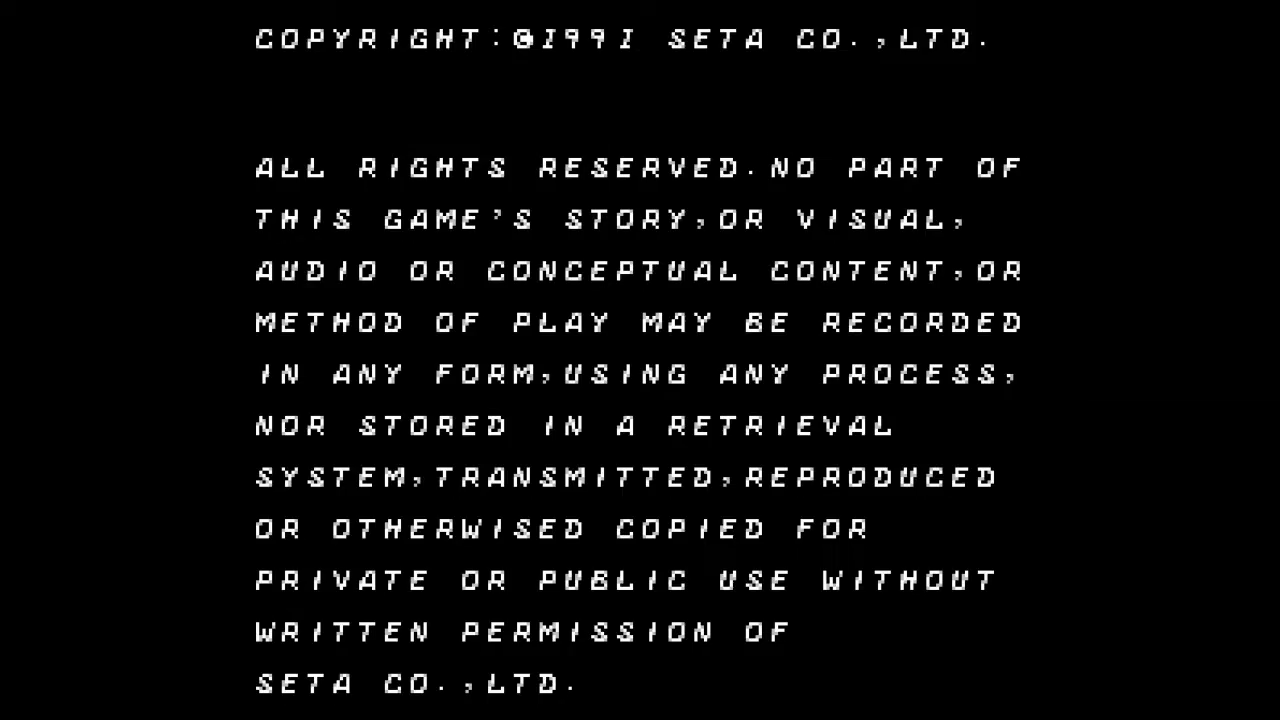 COPYRIGHT:©1991 SETA CO.,LTD.
ALL RIGHTS RESERVED.NO PART OF
THIS GAME'S STORY,OR VISUAL,
AUDIO OR CONCEPTUAL CONTENT,OR
METHOD OF PLAY MAY BE RECORDED
IN ANY FORM,USING ANY PROCESS,
NOR STORED IN A RETRIEVAL
SYSTEM,TRANSMITTED,REPRODUCED
OR OTHERWISED COPIED FOR
PRIVATE OR PUBLIC USE WITHOUT
WRITTEN PERMISSION OF
SETA CO.,LTD.